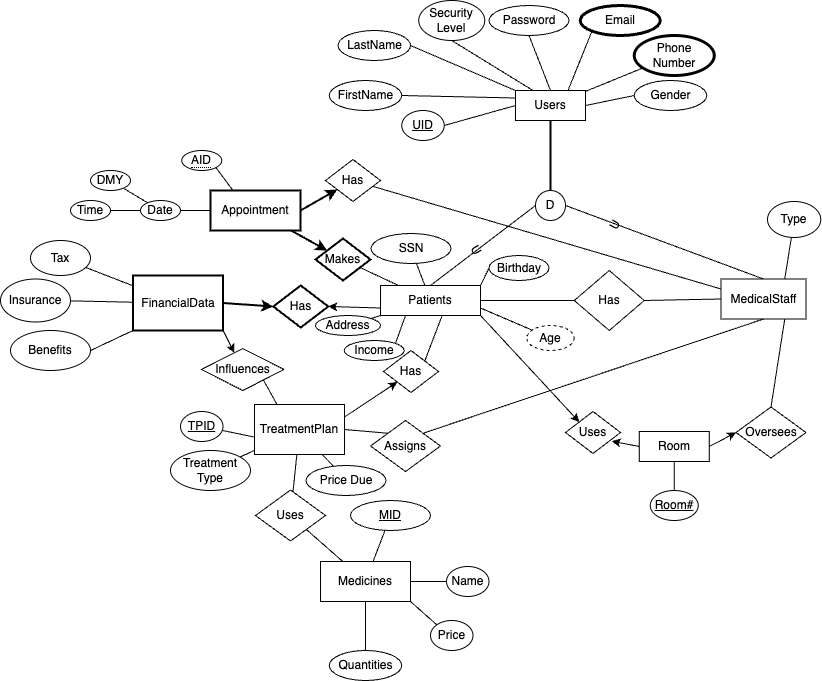 Security
Level
Password
Email
LastName
Phone
Number
FirstName
Users
Gender
UID
AID
DMY
Has
Time
Date
Appointment
D
Type
SSN
Tax
Makes
Birthday
Insurance
FinancialData
Has
Patients
Has
MedicalStaff
Address
Age
Benefits
Income
Influences
Has
TPID
TreatmentPlan
Uses
Oversees
Assigns
Room
Treatment
Type
Price Due
Room#
Uses
MID
Medicines
Name
Price
Quantities